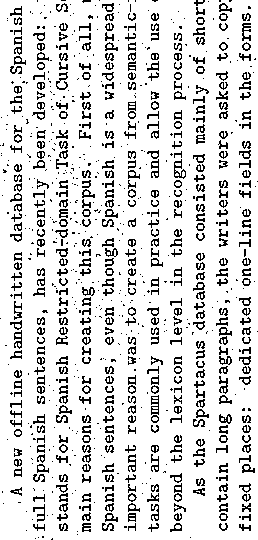 A new offline handwritten database for the Spanish
full Spanish sentences, has recently been developed:
stands for Spanish Restricted-domain Task of Cursive S
main reasons for creating this corpus. First of all,
Spanish sentences, even though Spanish is a widespread
important reason was to create a corpus from semantic-
tasks are commonly used in practice and allow the use
beyond the lexicon level in the recognition process.
As the Spartacus database consisted mainly of short
contain long paragraphs, the writers were asked to cop
fixed places: dedicated one-line fields in the forms.